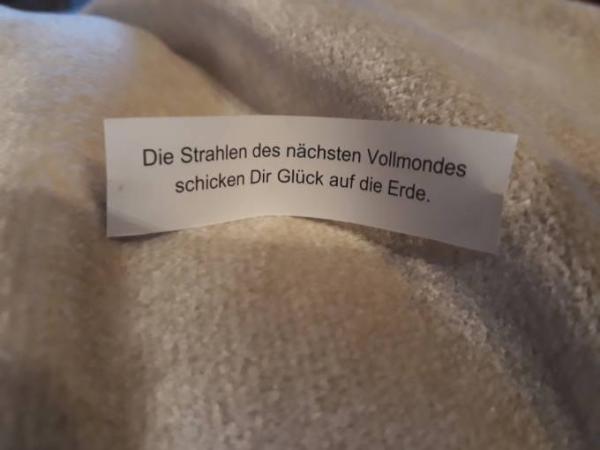 Die Strahlen des nächsten Vollmondes
schicken Dir Glück auf die Erde.